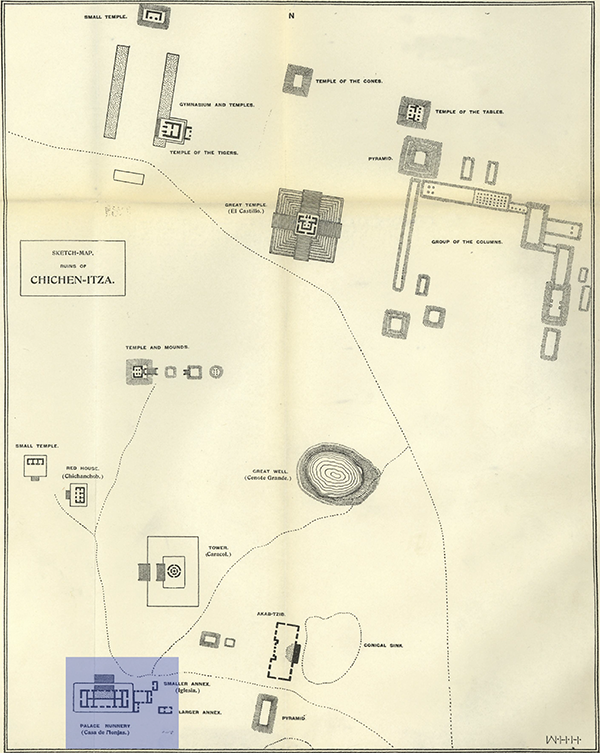 SMALL TEMPLE.
N
TEMPLE OF THE CONES.
GYMNASIUM AND TEMPLES.
TEMPLE OF THE TABLES.
TEMPLE OF THE TIGERS.
PYRAMID.
GREAT TEMPLE.
(El Castillo.)
GROUP OF THE COLUMNS.
SKETCH-MAP,
RUINS OF
CHICHEN-ITZA.
TEMPLE AND MOUNDS.
SMALL TEMPLE.
RED HOUSE.
(Chichanchob.)
GREAT WELL.
(Cenote Grande.)
TOWER.
(Caracol.)
AKAB-TZIB.
CONICAL SINK.
SMALLER ANNEX.
(Iglesia.)
LARGER ANNEX.
PYRAMID
PALACE NUNNERY
(Casa de Monjas.)